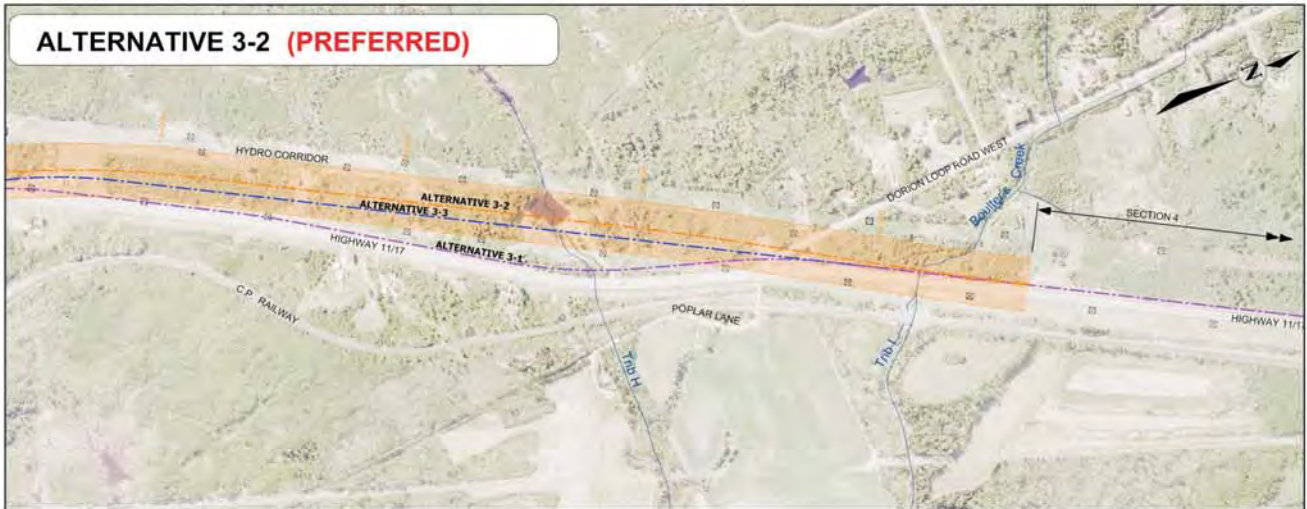 ALTERNATIVE 3-2 (PREFERRED)
N
HYDRO CORRIDOR
DORION LOOP ROAD WEST
Boulters Creek
SECTION 4
ALTERNATIVE 3-2
ALTERNATIVE 3-3
HIGHWAY 11/17
ALTERNATIVE 3-1
C.P. RAILWAY
POPLAR LANE
HIGHWAY 11/1
Trib H
Trib L